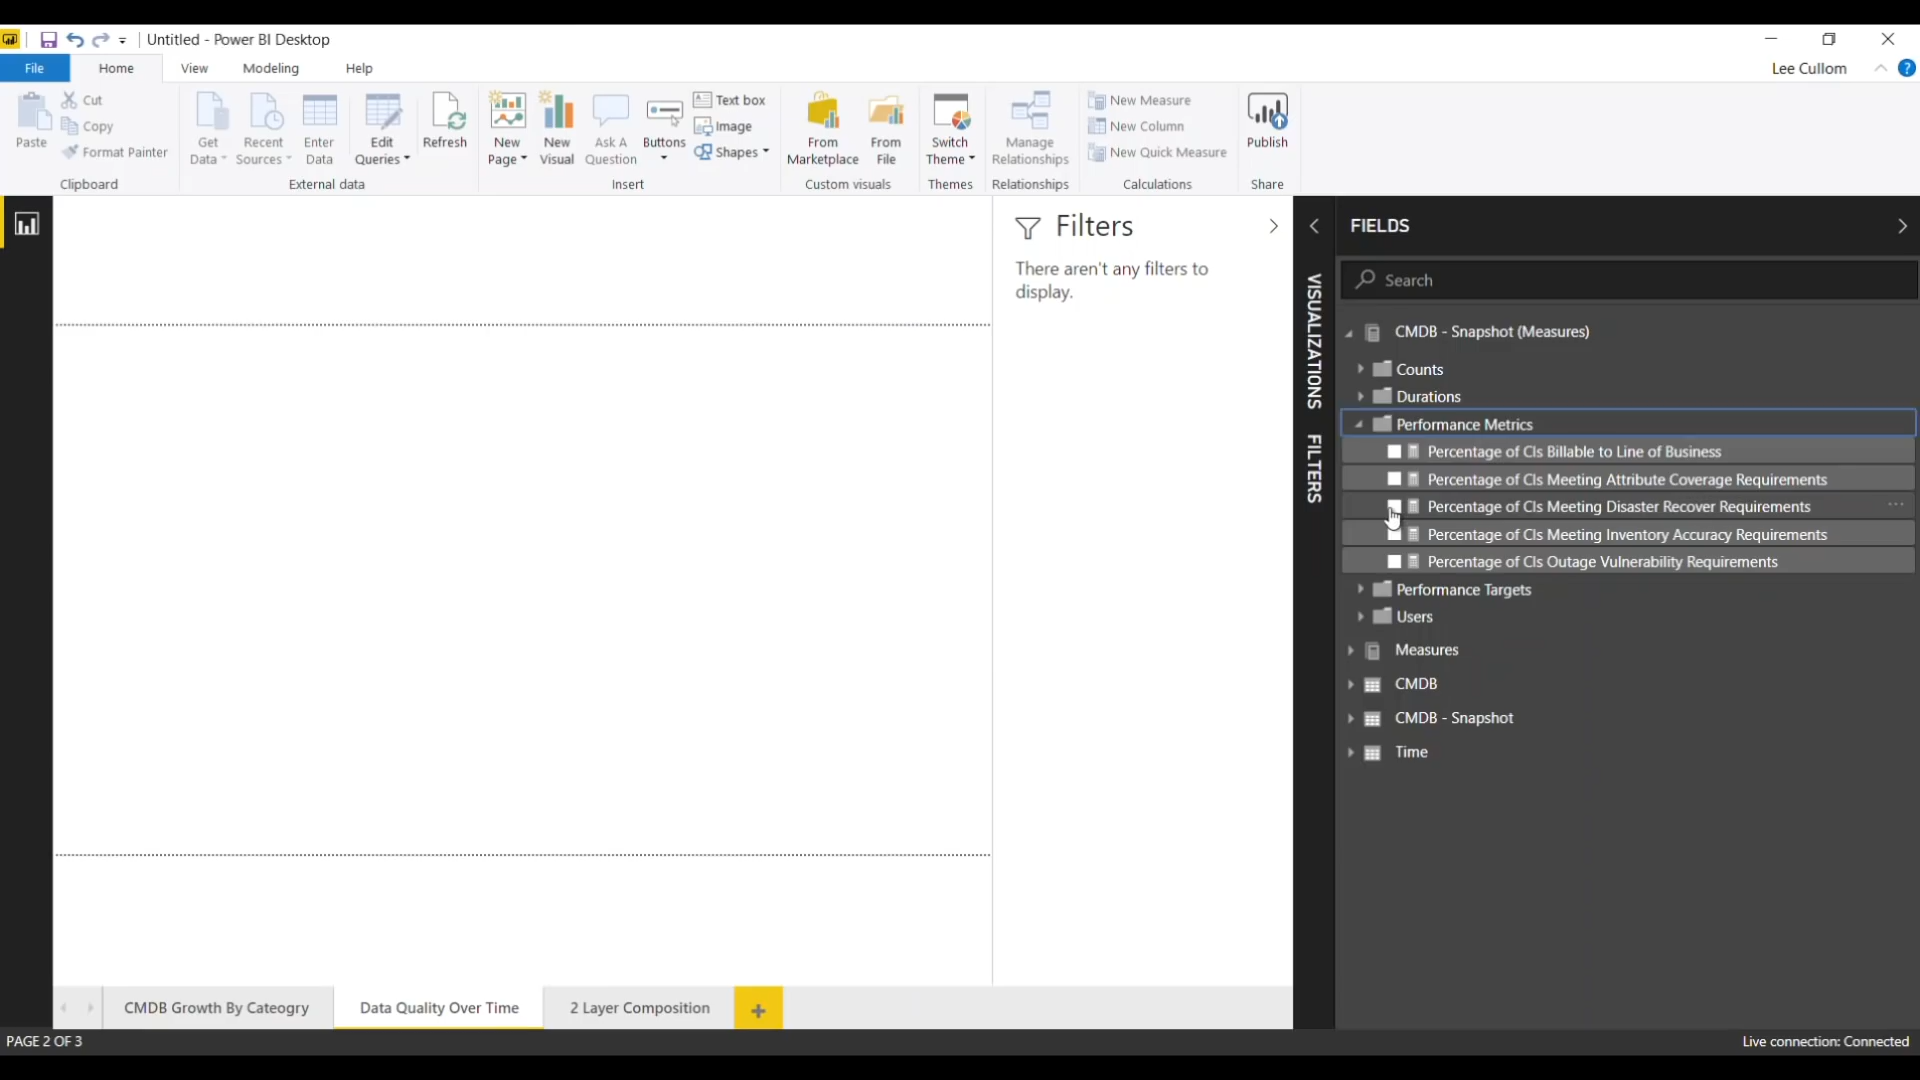 Untitled - Power BI Desktop
File
Home
View
Modeling
Help
Lee Cullom
?
Paste
Cut
Copy
Format Painter
Clipboard
Get
Data
Recent
Sources
Enter
Data
Edit
Queries
Refresh
External data
New
Page
New
Visual
Ask A
Question
Buttons
Text box
Image
Shapes
Insert
From
Marketplace
From
File
Custom visuals
Switch
Theme
Themes
Manage
Relationships
Relationships
New Measure
New Column
New Quick Measure
Calculations
Publish
Share
Filters
There aren't any filters to
display.
VISUALIZATIONS
FILTERS
FIELDS
Search
CMDB - Snapshot (Measures)
Counts
Durations
Performance Metrics
Percentage of CIs Billable to Line of Business
Percentage of CIs Meeting Attribute Coverage Requirements
Percentage of CIs Meeting Disaster Recover Requirements
Percentage of CIs Meeting Inventory Accuracy Requirements
Percentage of CIs Outage Vulnerability Requirements
Performance Targets
Users
Measures
CMDB
CMDB - Snapshot
Time
CMDB Growth By Cateogry
Data Quality Over Time
2 Layer Composition
+
PAGE 2 OF 3
Live connection: Connected